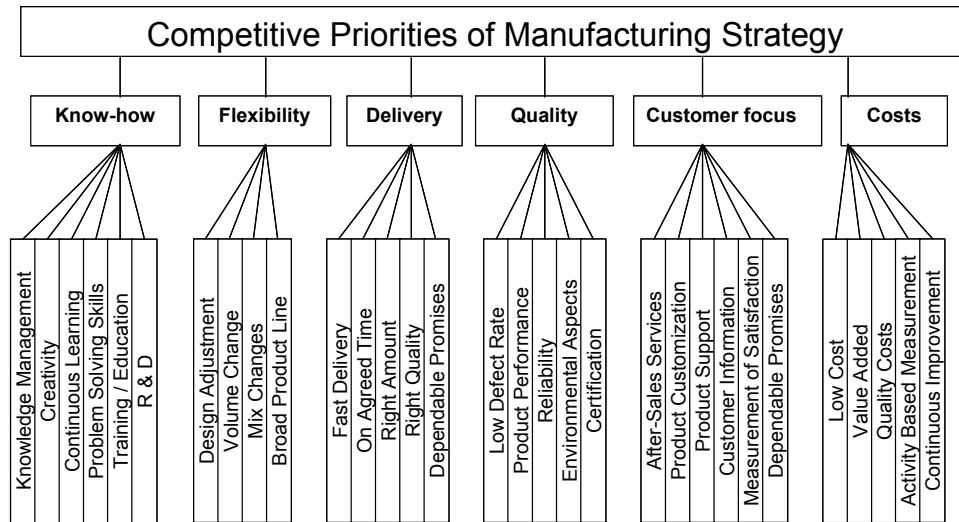 Competitive Priorities of Manufacturing Strategy
Know-how
Flexibility
Delivery
Quality
Customer focus
Costs
Knowledge Management
Creativity
Continuous Learning
Problem Solving Skills
Training / Education
R & D
Design Adjustment
Volume Change
Mix Changes
Broad Product Line
Fast Delivery
On Agreed Time
Right Amount
Right Quality
Dependable Promises
Low Defect Rate
Product Performance
Reliability
Environmental Aspects
Certification
After-Sales Services
Product Customization
Product Support
Customer Information
Measurement of Satisfaction
Dependable Promises
Low Cost
Value Added
Quality Costs
Activity Based Measurement
Continuous Improvement